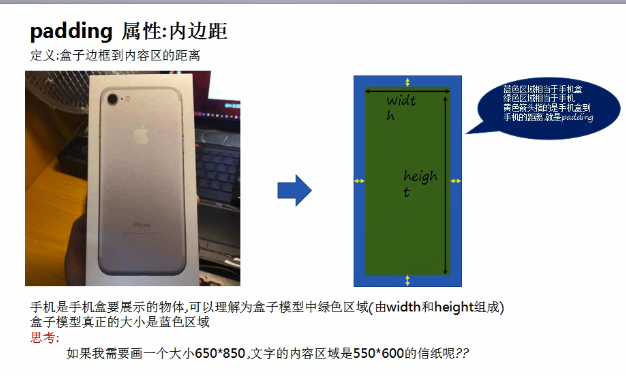 padding 属性:内边距
定义:盒子边框到内容区的距离
iPhone
widt
h
heigh
t
蓝色区域相当于手机盒
绿色区域相当于手机
黄色箭头指的是手机盒到
手机的距离,就是padding
手机是手机盒要展示的物体,可以理解为盒子模型中绿色区域(由width和height组成)
盒子模型真正的大小是蓝色区域
思考:
如果我需要画一个大小650*850,文字的内容区域是550*600的信纸呢??